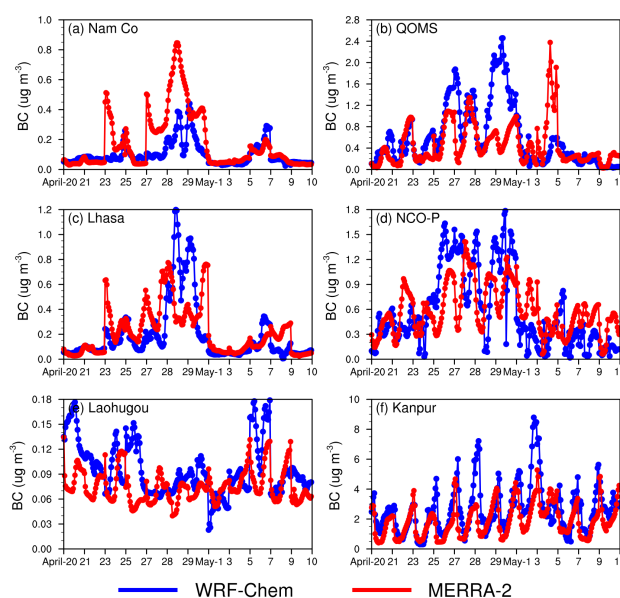 (a) Nam Co
BC (ug m⁻³)
1.0
0.8
0.6
0.4
0.2
0.0
April-20 21 23 25 27 29 May-1 3 5 7 9 10
(b) QOMS
BC (ug m⁻³)
2.8
2.4
1.8
1.2
0.6
0.0
April-20 21 23 25 27 29 May-1 3 5 7 9 1
(c) Lhasa
BC (ug m⁻³)
1.2
1.0
0.8
0.6
0.4
0.2
0.0
April-20 21 23 25 27 29 May-1 3 5 7 9 10
(d) NCO-P
BC (ug m⁻³)
1.8
1.5
1.2
0.9
0.6
0.3
0.0
April-20 21 23 25 27 29 May-1 3 5 7 9 1
(e) Laohugou
BC (ug m⁻³)
0.18
0.15
0.12
0.09
0.06
0.03
0.00
April-20 21 23 25 27 29 May-1 3 5 7 9 10
(f) Kanpur
BC (ug m⁻³)
10
8
6
4
2
0
April-20 21 23 25 27 29 May-1 3 5 7 9 1
WRF-Chem MERRA-2